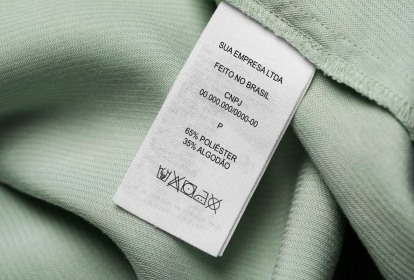 SUA EMPRESA LTDA
FEITO NO BRASIL
CNPJ
00.000.000/0000-00
P
65% POLIÉSTER
35% ALGODÃO